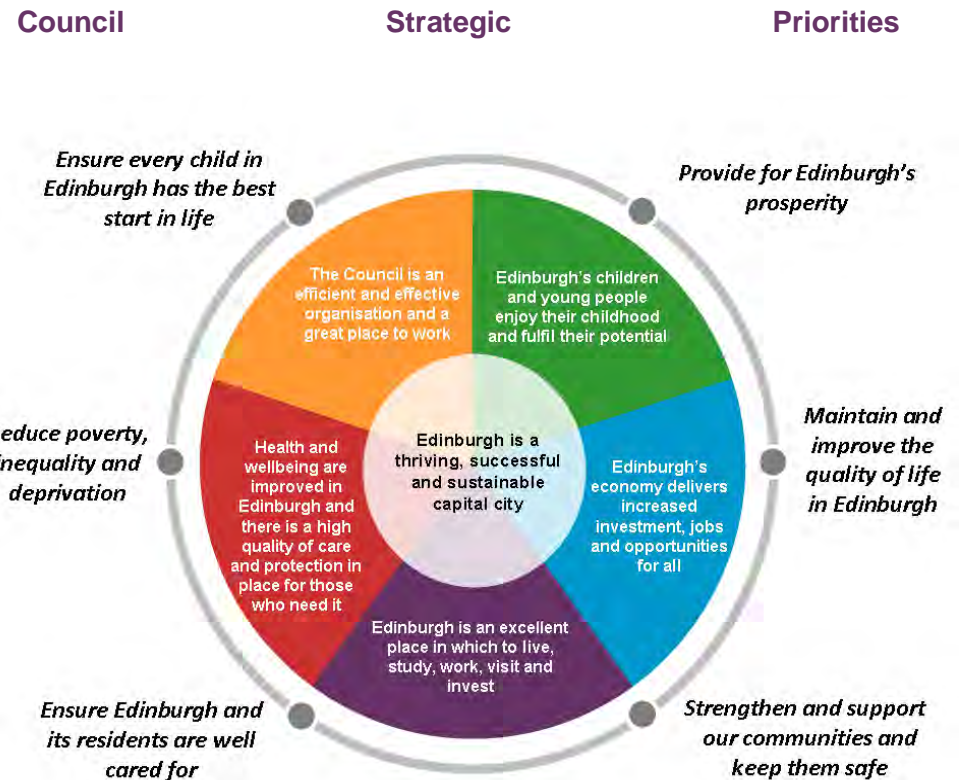 Council Strategic Priorities
Ensure every child in
Edinburgh has the best
start in life
Provide for Edinburgh's
prosperity
The Council is an
efficient and effective
organisation and a
great place to work
Edinburgh's children
and young people
enjoy their childhood
and fulfil their potential
educe poverty,
inequality and
deprivation
Health and
wellbeing are
improved in
Edinburgh and
there is a high
quality of care
and protection in
place for those
who need it
Edinburgh is a
thriving, successful
and sustainable
capital city
Edinburgh's
economy delivers
increased
investment, jobs
and opportunities
for all
Maintain and
improve the
quality of life
in Edinburgh
Edinburgh is an excellent
place in which to live,
study, work, visit and
invest
Ensure Edinburgh and
its residents are well
cared for
Strengthen and support
our communities and
keep them safe